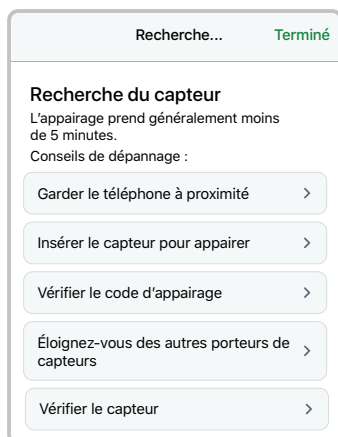 Recherche...
Terminé
Recherche du capteur
L’appairage prend généralement moins
de 5 minutes.
Conseils de dépannage :
Garder le téléphone à proximité
Insérer le capteur pour appairer
Vérifier le code d’appairage
Éloignez-vous des autres porteurs de
capteurs
Vérifier le capteur